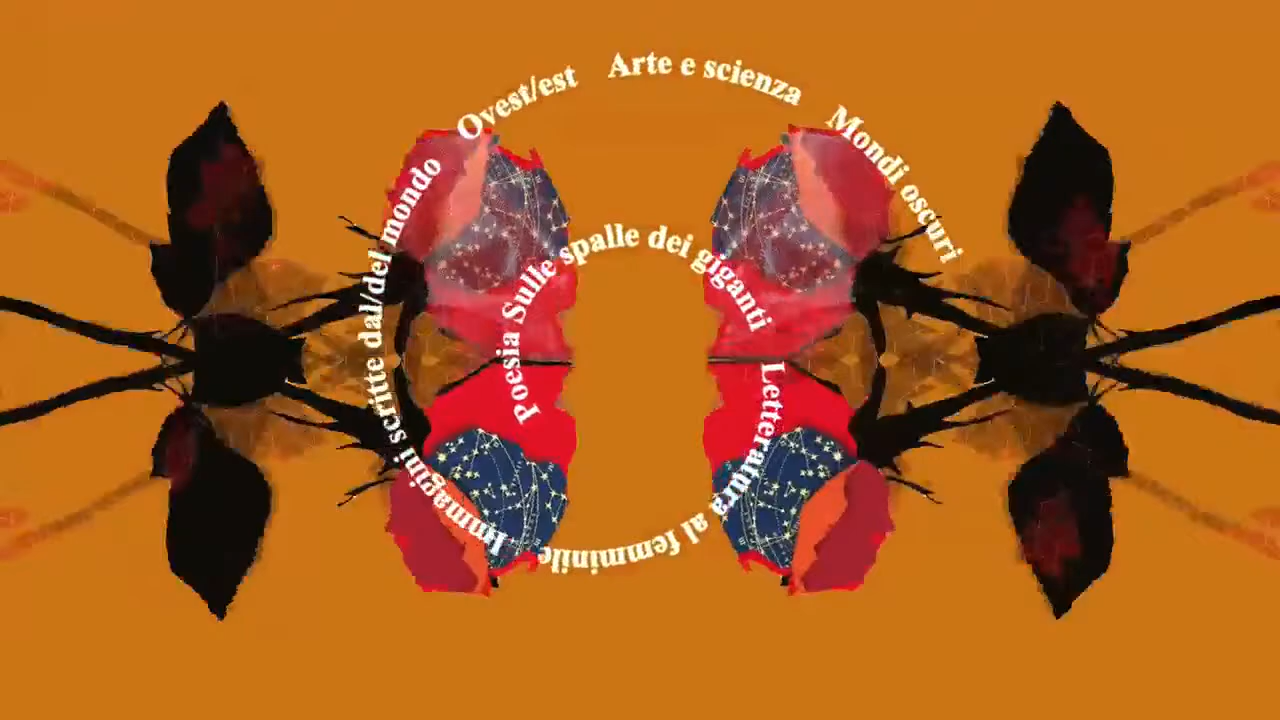 Poesia
Sulle spalle dei giganti
Letteratura al femminile
Immagini scritte dal/del mondo
Ovest/est
Arte e scienza
Mondi oscuri